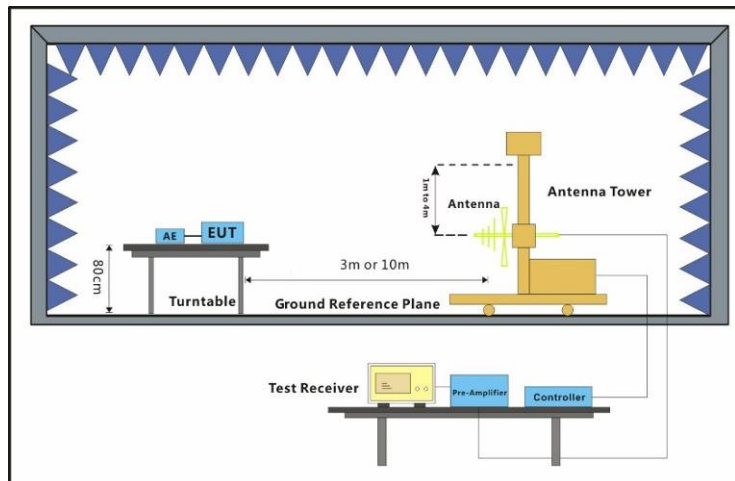 1m to 4m
Antenna
Antenna Tower
AE
EUT
80cm
3m or 10m
Turntable
Ground Reference Plane
Test Receiver
Pre-Amplifier
Controller